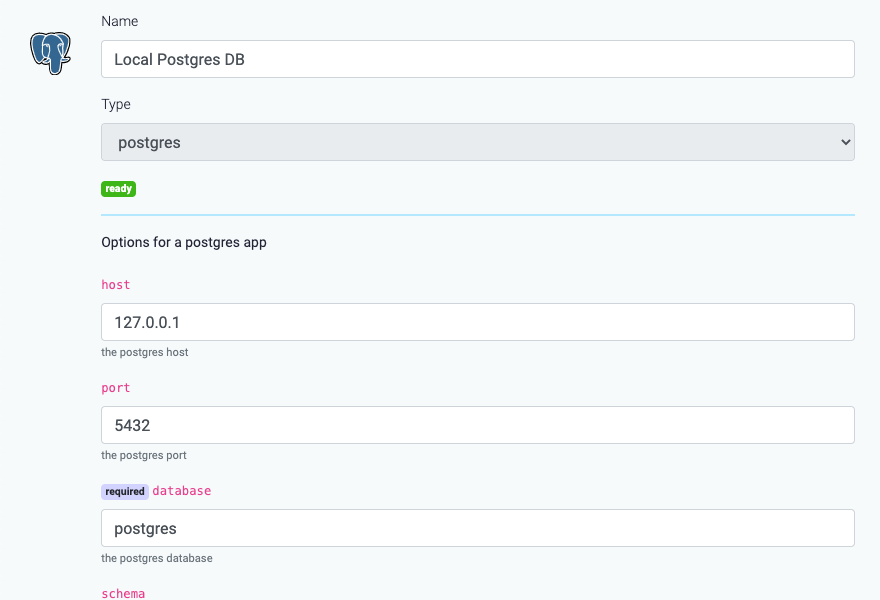 Name
Local Postgres DB
Type
postgres
ready
Options for a postgres app
host
127.0.0.1
the postgres host
port
5432
the postgres port
required database
postgres
the postgres database
schema